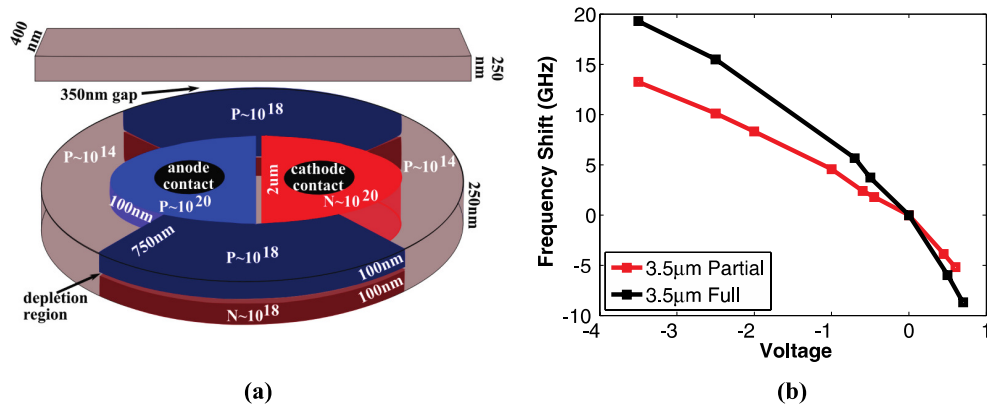 400
nm
250
nm
350nm gap
P~10^18
P~10^14
P~10^14
anode
contact
cathode
contact
2um
P~10^20
N~10^20
100nm
750nm
250nm
P~10^18
100nm
100nm
N~10^18
depletion
region
(a)
Frequency Shift (GHz)
20
15
10
5
0
-5
-10
3.5µm Partial
3.5µm Full
-4
-3
-2
-1
0
1
Voltage
(b)